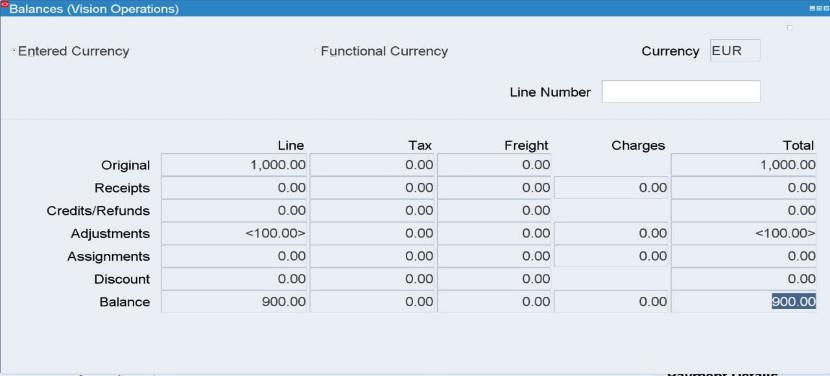 Balances (Vision Operations)
Entered Currency Functional Currency Currency EUR
Line Number
Line Tax Freight Charges Total
Original 1,000.00 0.00 0.00 1,000.00
Receipts 0.00 0.00 0.00 0.00 0.00
Credits/Refunds 0.00 0.00 0.00 0.00
Adjustments <100.00> 0.00 0.00 0.00 <100.00>
Assignments 0.00 0.00 0.00 0.00 0.00
Discount 0.00 0.00 0.00 0.00
Balance 900.00 0.00 0.00 0.00 900.00
Payment Details